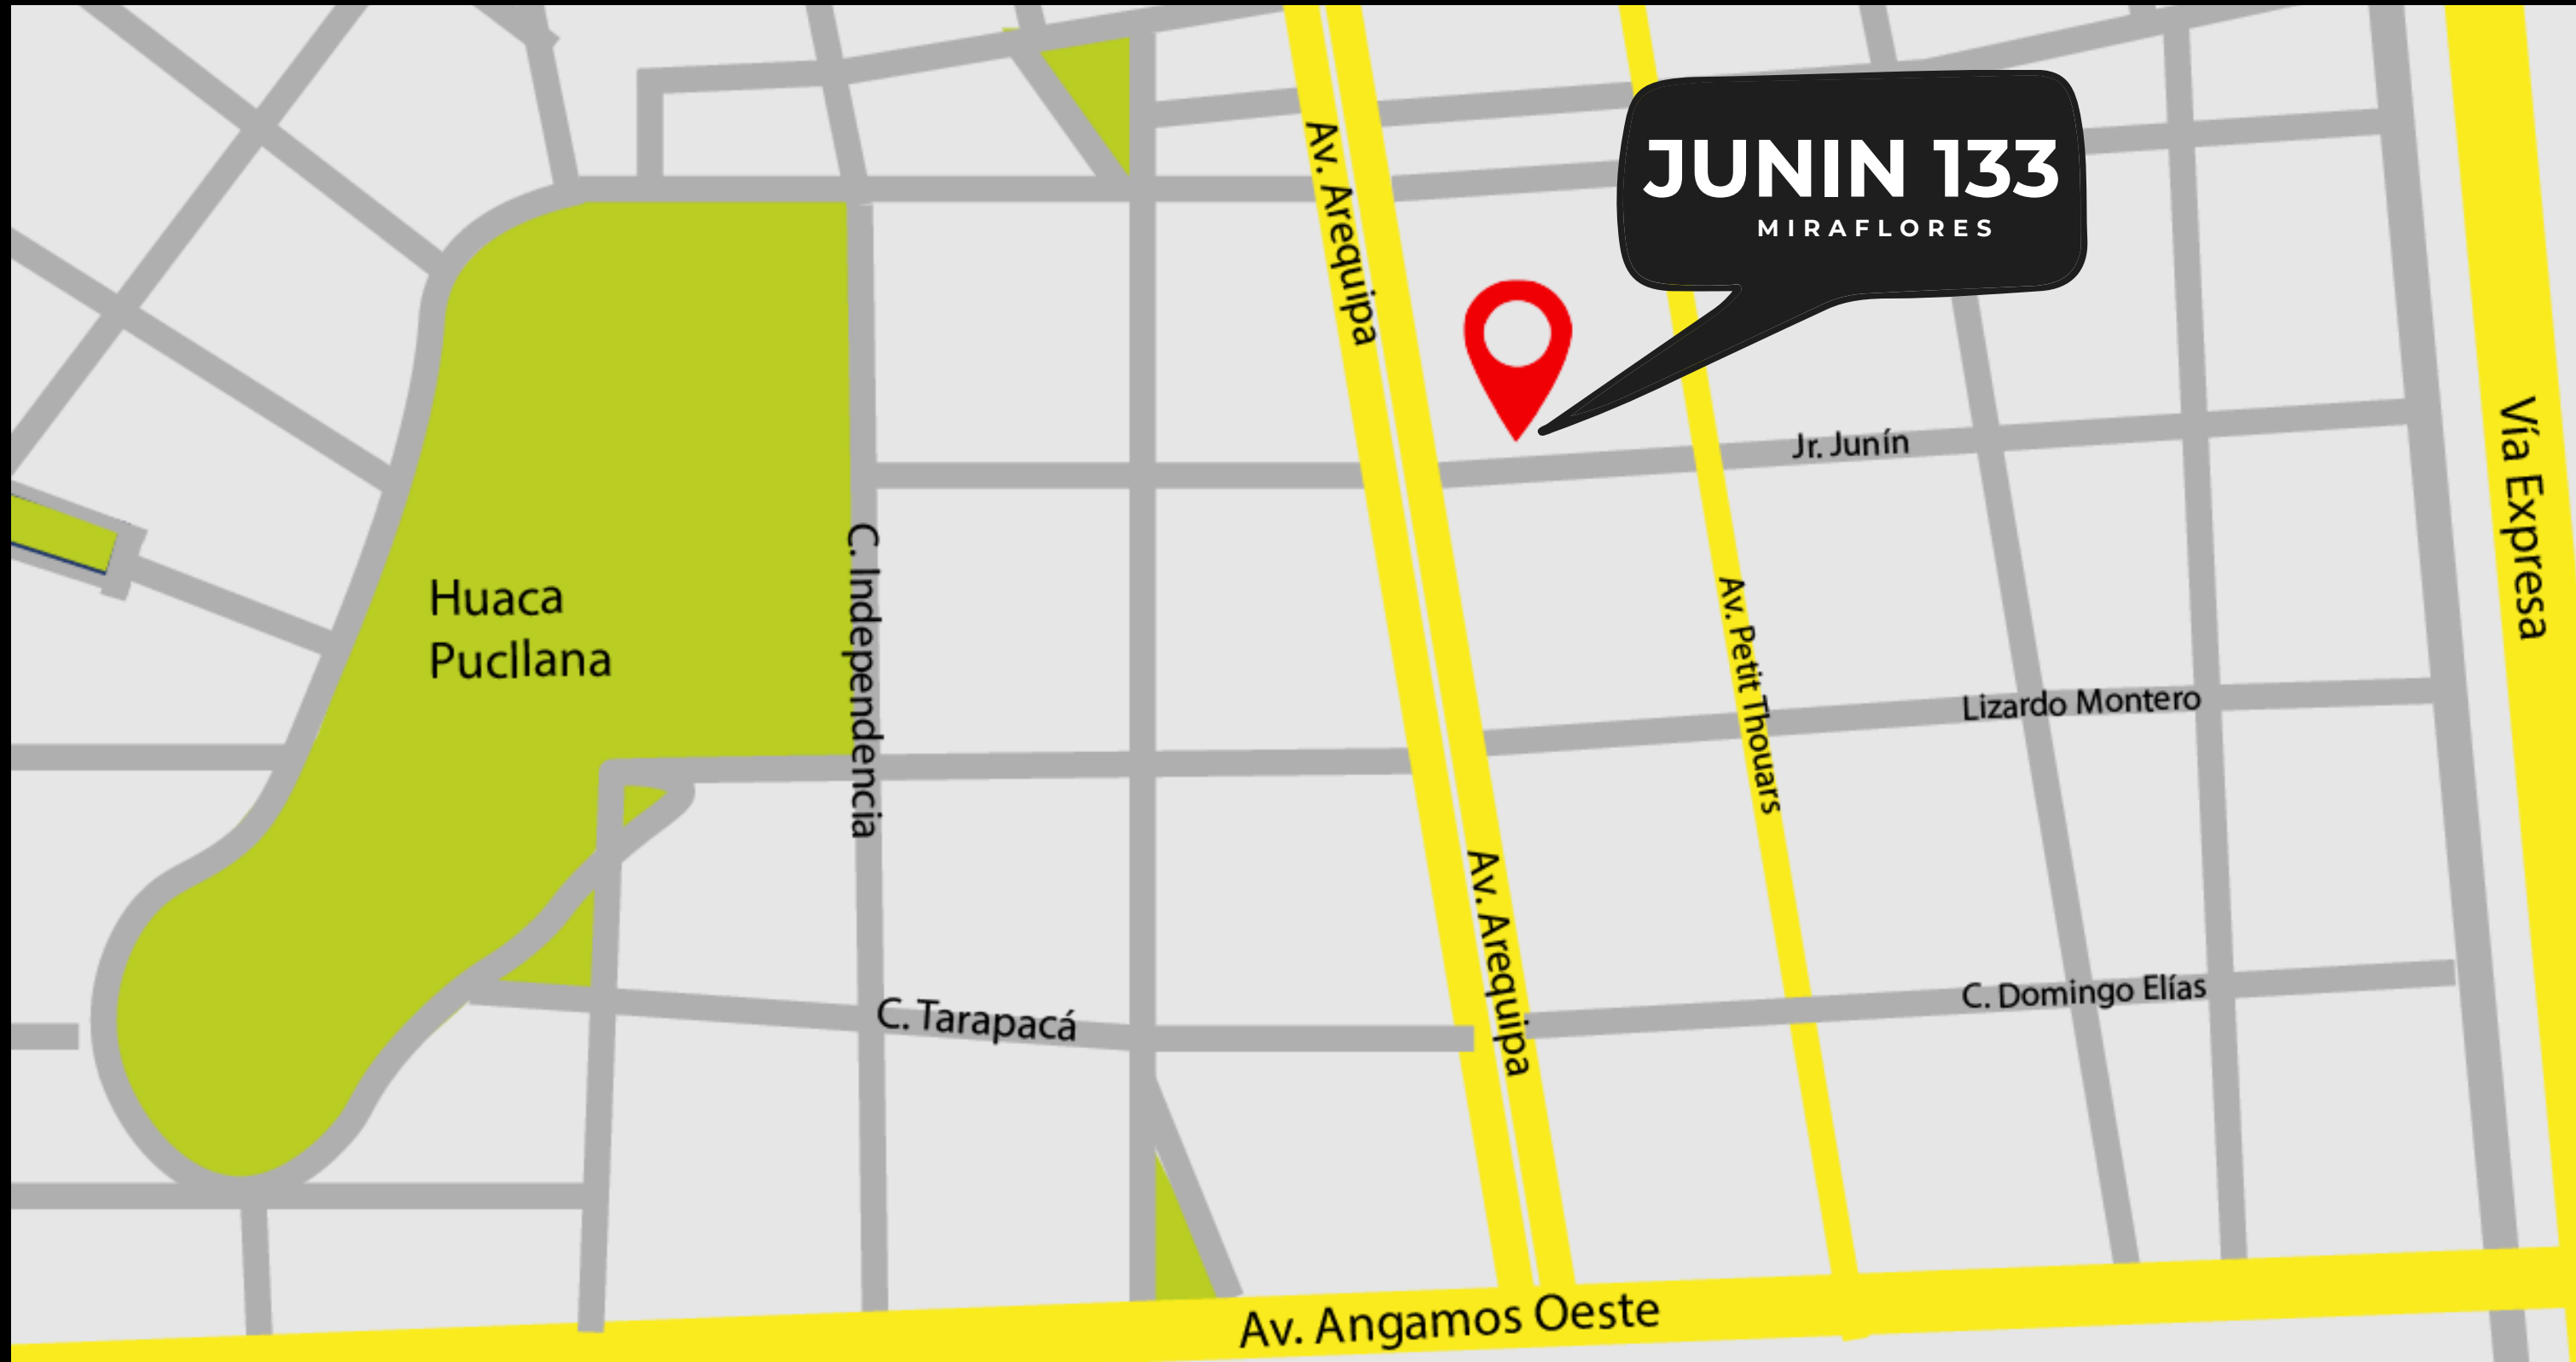 JUNIN 133
MIRAFLORES
Av. Arequipa
Jr. Junín
Vía Expresa
Huaca
Pucllana
C. Independencia
Av. Petit Thouars
Lizardo Montero
Av. Arequipa
C. Tarapacá
C. Domingo Elías
Av. Angamos Oeste